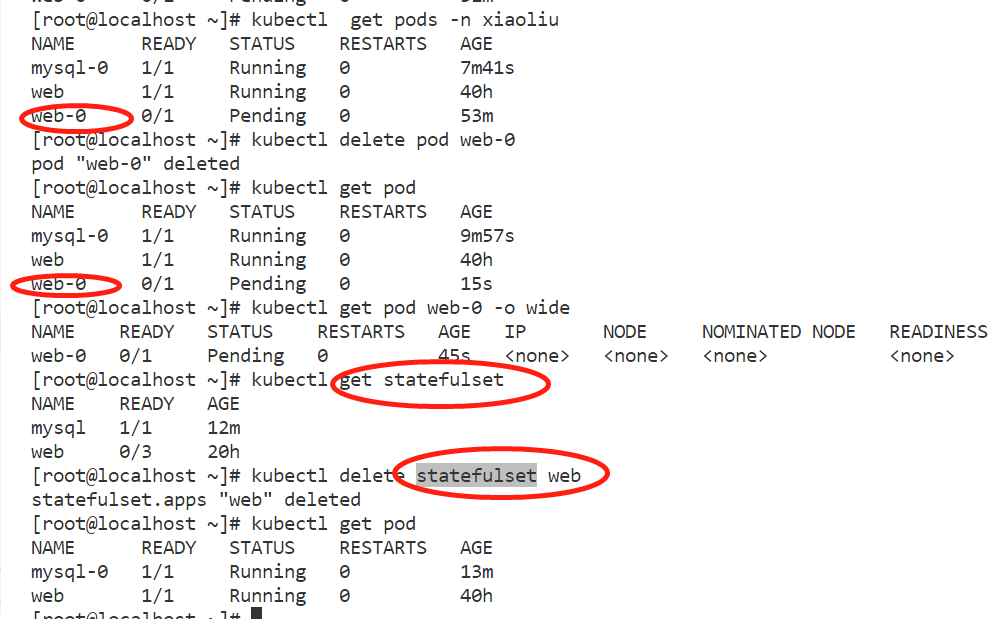 [root@localhost ~]# kubectl  get pods -n xiaoliu
NAME      READY   STATUS    RESTARTS   AGE
mysql-0   1/1     Running   0          7m41s
web       1/1     Running   0          40h
web-0     0/1     Pending   0          53m
[root@localhost ~]# kubectl delete pod web-0
pod "web-0" deleted
[root@localhost ~]# kubectl get pod
NAME      READY   STATUS    RESTARTS   AGE
mysql-0   1/1     Running   0          9m57s
web       1/1     Running   0          40h
web-0     0/1     Pending   0          15s
[root@localhost ~]# kubectl get pod web-0 -o wide
NAME    READY   STATUS    RESTARTS   AGE   IP       NODE     NOMINATED NODE   READINESS
web-0   0/1     Pending   0          45s   <none>   <none>   <none>           <none>
[root@localhost ~]# kubectl get statefulset
NAME    READY   AGE
mysql   1/1     12m
web     0/3     20h
[root@localhost ~]# kubectl delete statefulset web
statefulset.apps "web" deleted
[root@localhost ~]# kubectl get pod
NAME      READY   STATUS    RESTARTS   AGE
mysql-0   1/1     Running   0          13m
web       1/1     Running   0          40h
[root@localhost ~]#